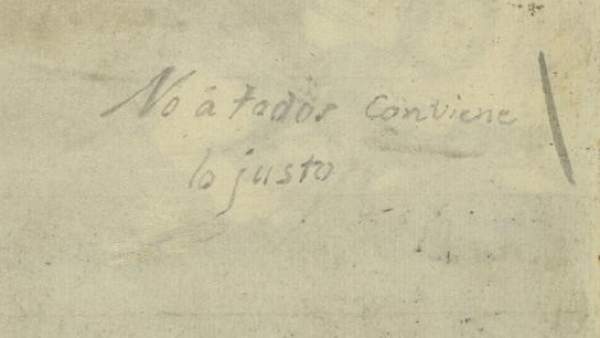 No á todos conviene
lo justo